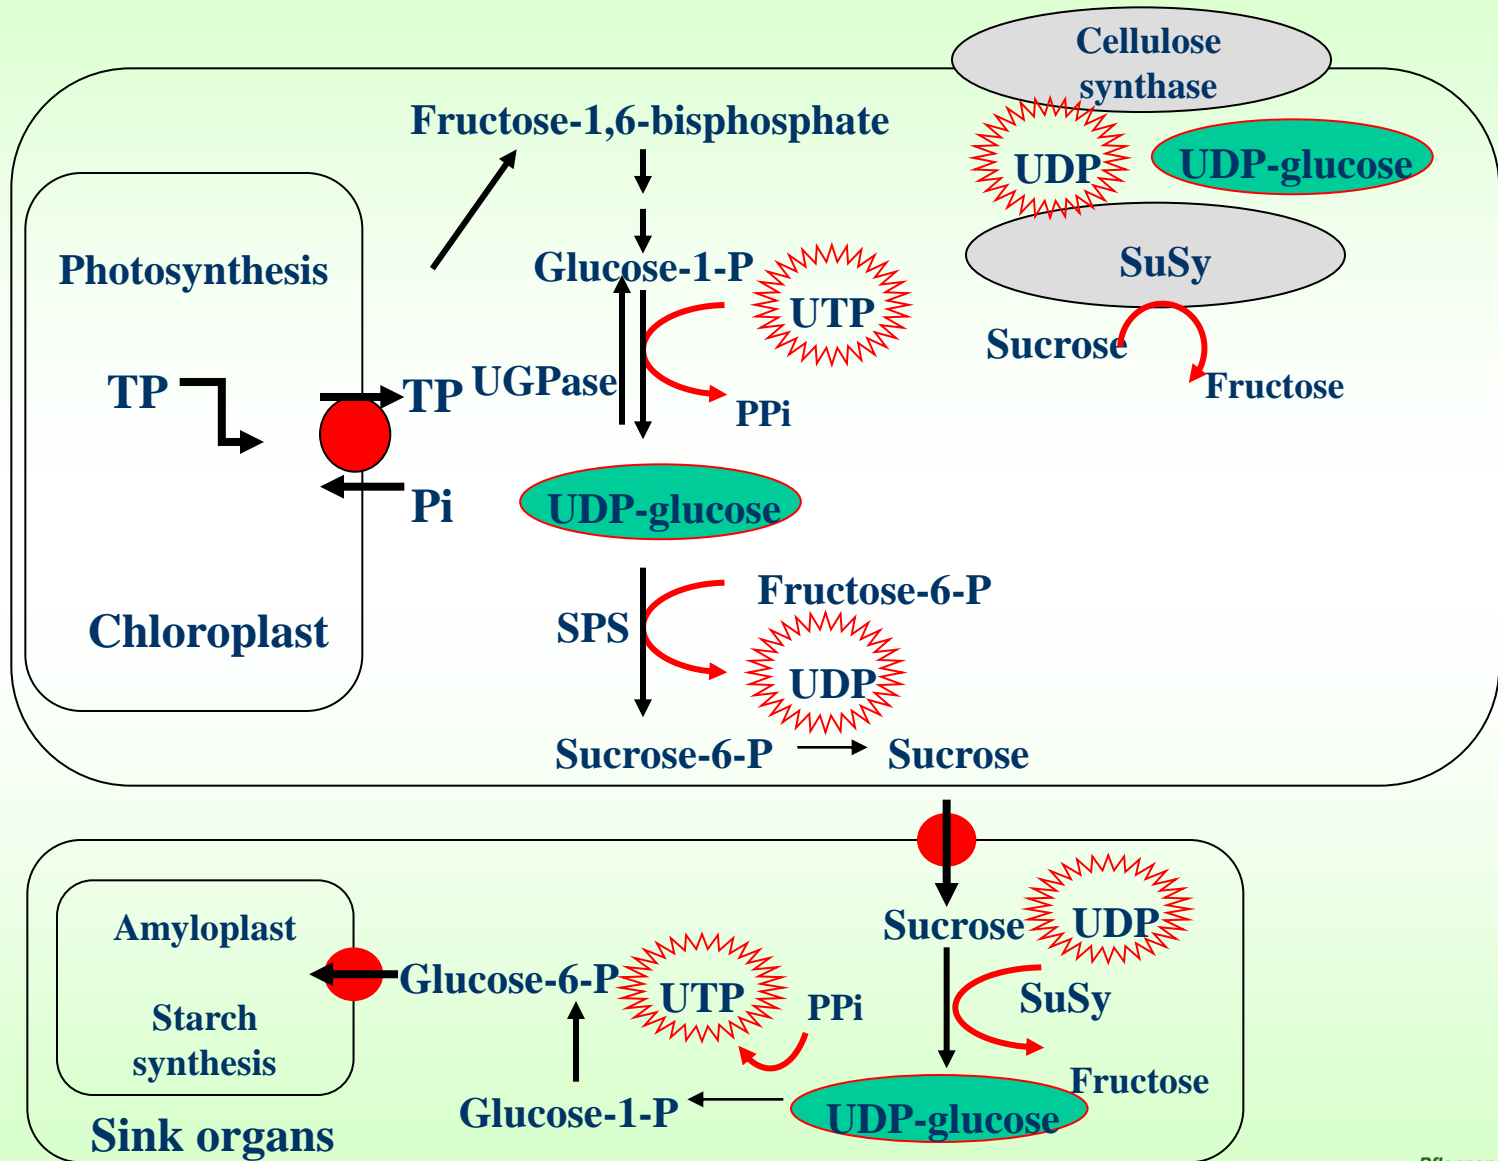 Cellulose
synthase
Fructose-1,6-bisphosphate
UDP
UDP-glucose
Photosynthesis
Glucose-1-P
SuSy
UTP
Sucrose
Fructose
TP
TP
UGPase
PPi
Pi
UDP-glucose
Fructose-6-P
SPS
Chloroplast
UDP
Sucrose-6-P
Sucrose
Amyloplast
Sucrose
UDP
Glucose-6-P
UTP
PPi
SuSy
Starch
synthesis
Fructose
Glucose-1-P
UDP-glucose
Sink organs